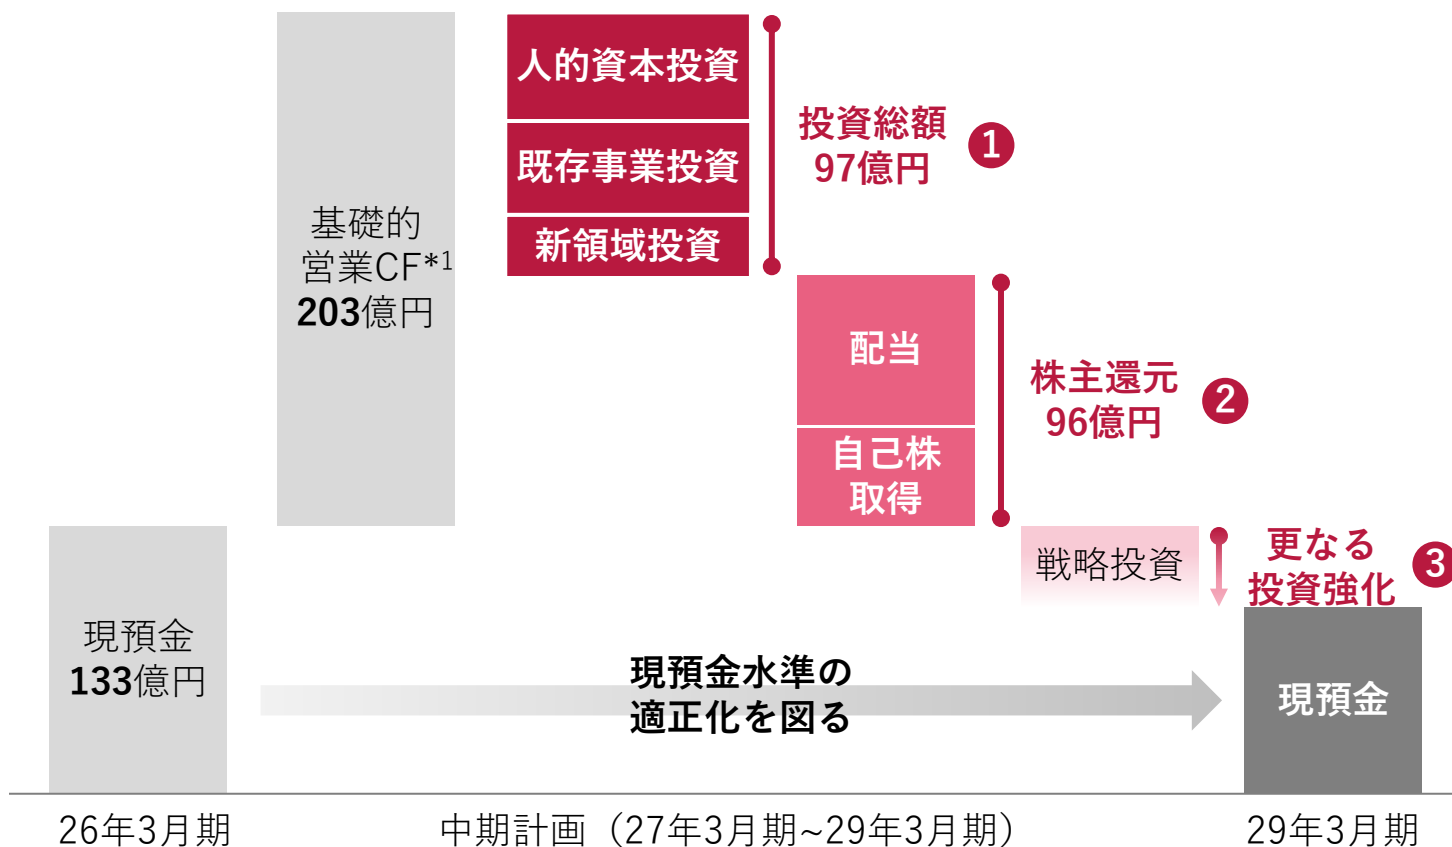 人的資本投資
既存事業投資
新領域投資
投資総額
97億円
1
基礎的
営業CF*1
203億円
配当
自己株
取得
株主還元
96億円
2
戦略投資
更なる
投資強化
3
現預金
133億円
現預金水準の
適正化を図る
現預金
26年3月期
中期計画（27年3月期~29年3月期）
29年3月期